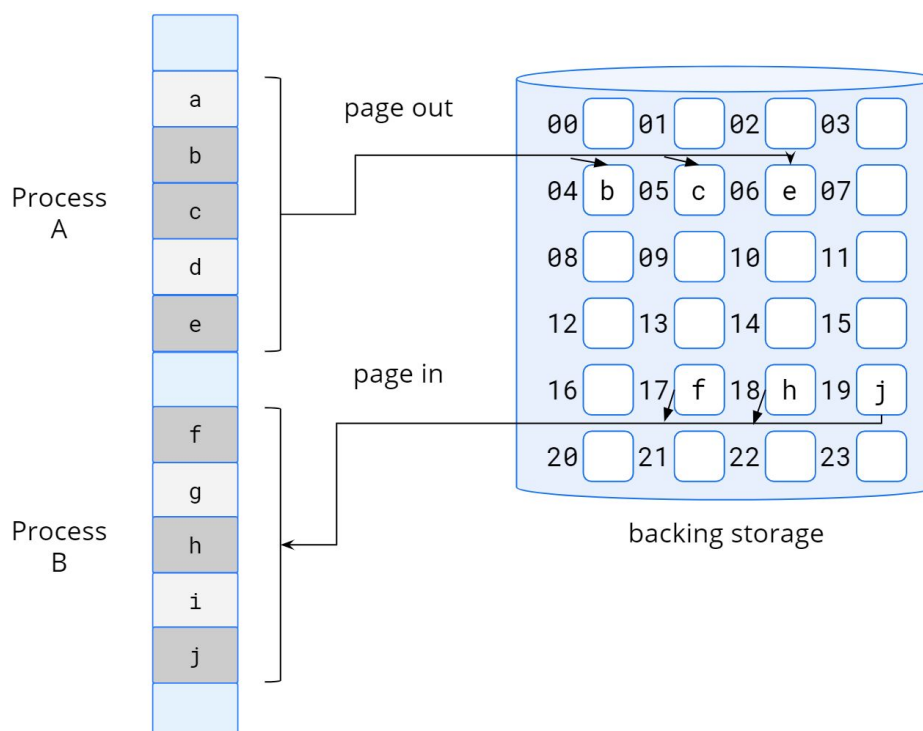 a
b
c
d
e
f
g
h
i
j
Process
A
Process
B
page out
page in
00 01 02 03
04 b 05 c 06 e 07
08 09 10 11
12 13 14 15
16 17 f 18 h 19 j
20 21 22 23
backing storage